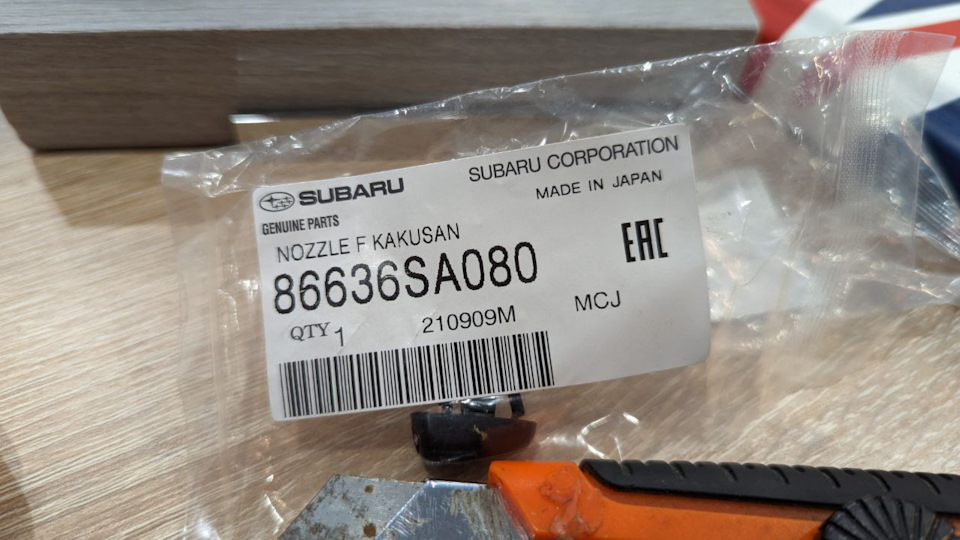 SUBARU
SUBARU CORPORATION
MADE IN JAPAN
GENUINE PARTS
NOZZLE F KAKUSAN
86636SA080
EAC
QTY 1
210909M
MCJ